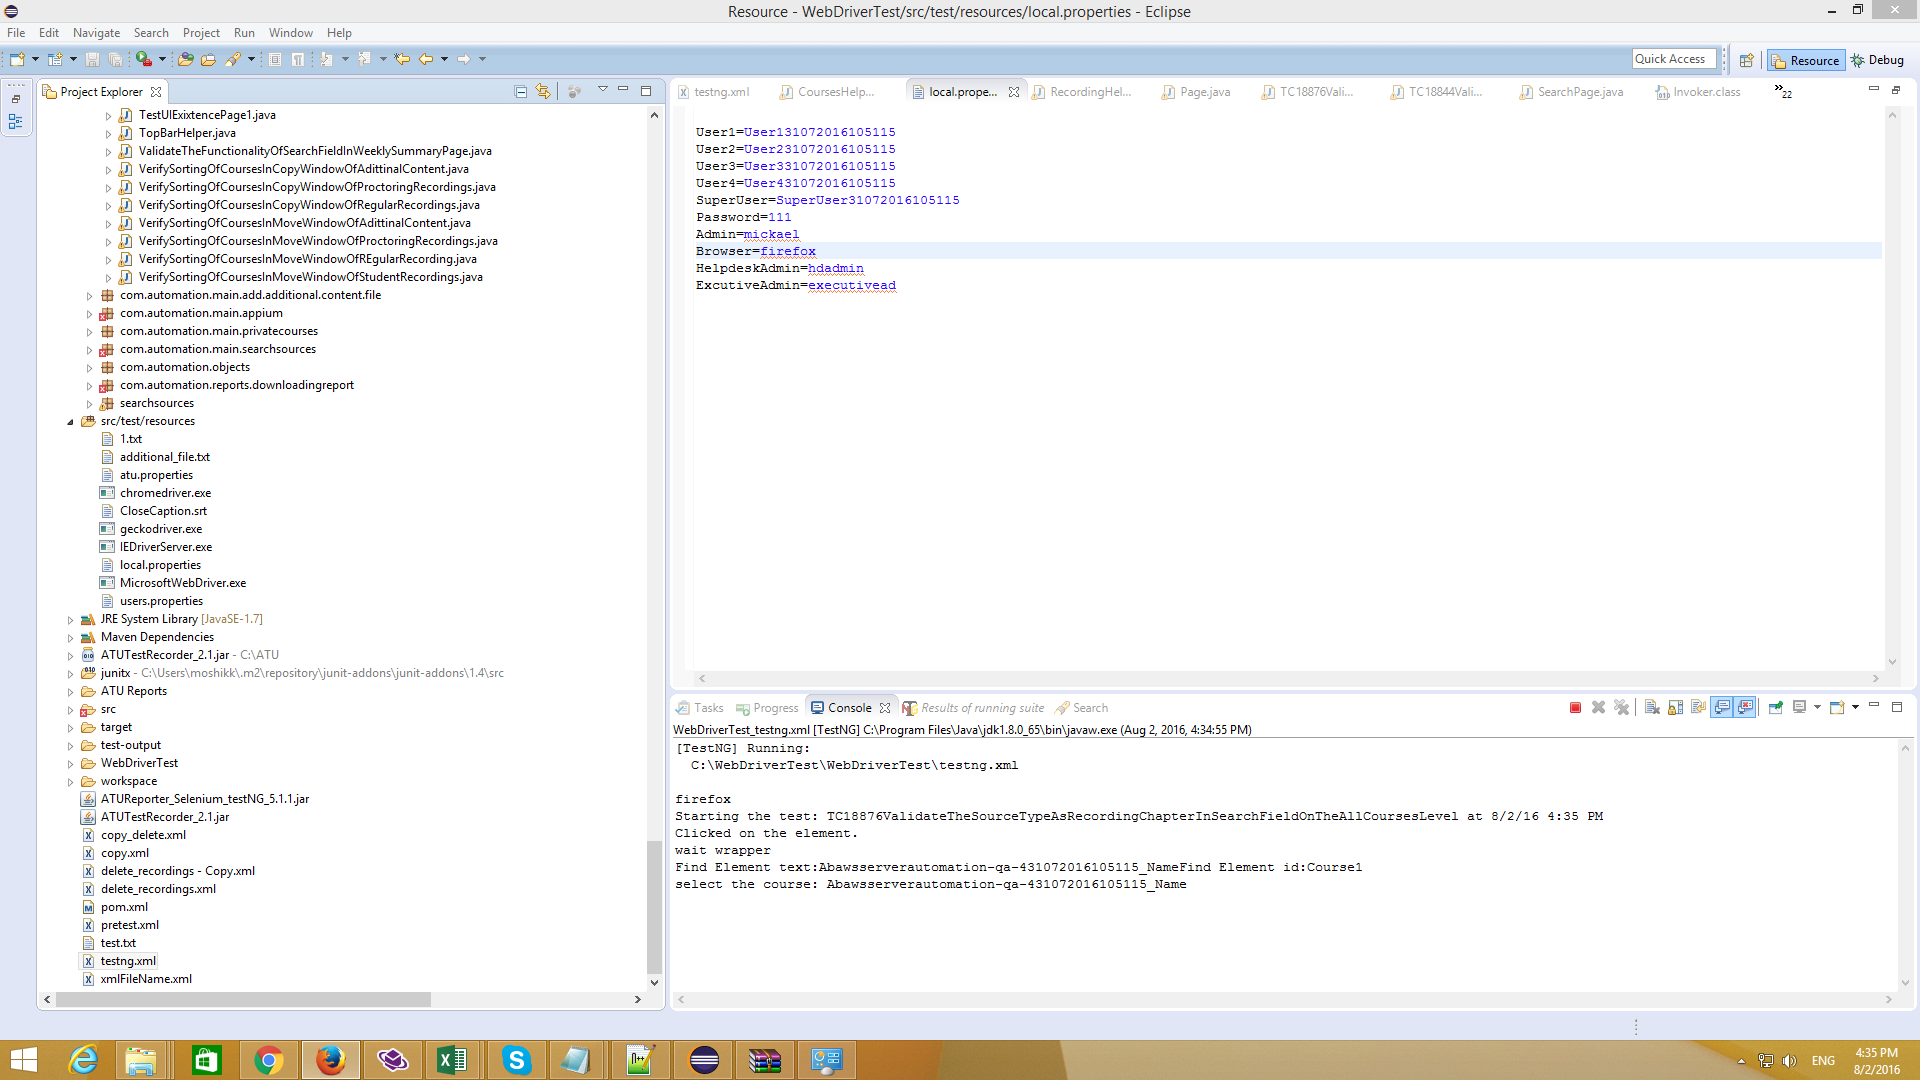 Resource - WebDriverTest/src/test/resources/local.properties - Eclipse
File Edit Navigate Search Project Run Window Help
Quick Access
Resource
Debug
Project Explorer
TestUIExixtencePage1.java
TopBarHelper.java
ValidateTheFunctionalityOfSearchFieldInWeeklySummaryPage.java
VerifySortingOfCoursesInCopyWindowOfAdittinalContent.java
VerifySortingOfCoursesInCopyWindowOfProctoringRecordings.java
VerifySortingOfCoursesInCopyWindowOfRegularRecordings.java
VerifySortingOfCoursesInMoveWindowOfAdittinalContent.java
VerifySortingOfCoursesInMoveWindowOfProctoringRecordings.java
VerifySortingOfCoursesInMoveWindowOfREgularRecording.java
VerifySortingOfCoursesInMoveWindowOfStudentRecordings.java
com.automation.main.add.additional.content.file
com.automation.main.appium
com.automation.main.privatecourses
com.automation.main.searchsources
com.automation.objects
com.automation.reports.downloadingreport
searchsources
src/test/resources
1.txt
additional_file.txt
atu.properties
chromedriver.exe
CloseCaption.srt
geckodriver.exe
IEDriverServer.exe
local.properties
MicrosoftWebDriver.exe
users.properties
JRE System Library [JavaSE-1.7]
Maven Dependencies
ATUTestRecorder_2.1.jar - C:\ATU
junitx - C:\Users\moshikk\.m2\repository\junit-addons\junit-addons\1.4\src
ATU Reports
src
target
test-output
WebDriverTest
workspace
ATUReporter_Selenium_testNG_5.1.1.jar
ATUTestRecorder_2.1.jar
copy_delete.xml
copy.xml
delete_recordings - Copy.xml
delete_recordings.xml
pom.xml
pretest.xml
test.txt
testng.xml
xmlFileName.xml
testng.xml CoursesHelp... local.prope... RecordingHel... Page.java TC18876Vali... TC18844Vali... SearchPage.java Invoker.class »22
User1=User131072016105115
User2=User231072016105115
User3=User331072016105115
User4=User431072016105115
SuperUser=SuperUser31072016105115
Password=111
Admin=mickael
Browser=firefox
HelpdeskAdmin=hdadmin
ExcutiveAdmin=executivead
Tasks Progress Console Results of running suite Search
WebDriverTest_testng.xml [TestNG] C:\Program Files\Java\jdk1.8.0_65\bin\javaw.exe (Aug 2, 2016, 4:34:55 PM)
[TestNG] Running:
C:\WebDriverTest\WebDriverTest\testng.xml
firefox
Starting the test: TC18876ValidateTheSourceTypeAsRecordingChapterInSearchFieldOnTheAllCoursesLevel at 8/2/16 4:35 PM
Clicked on the element.
wait wrapper
Find Element text:Abawsserverautomation-qa-431072016105115_NameFind Element id:Course1
select the course: Abawsserverautomation-qa-431072016105115_Name
ENG
4:35 PM
8/2/2016